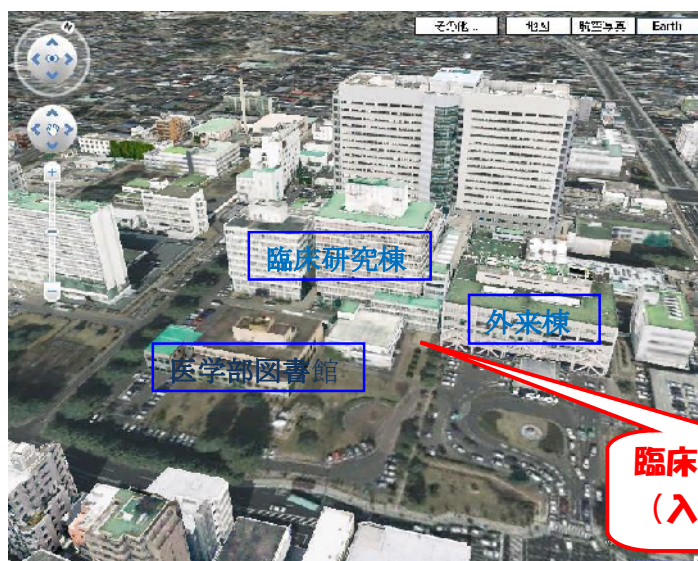 その他...
地図
航空写真
Earth
N
臨床研究棟
外来棟
医学部図書館
臨床
(入